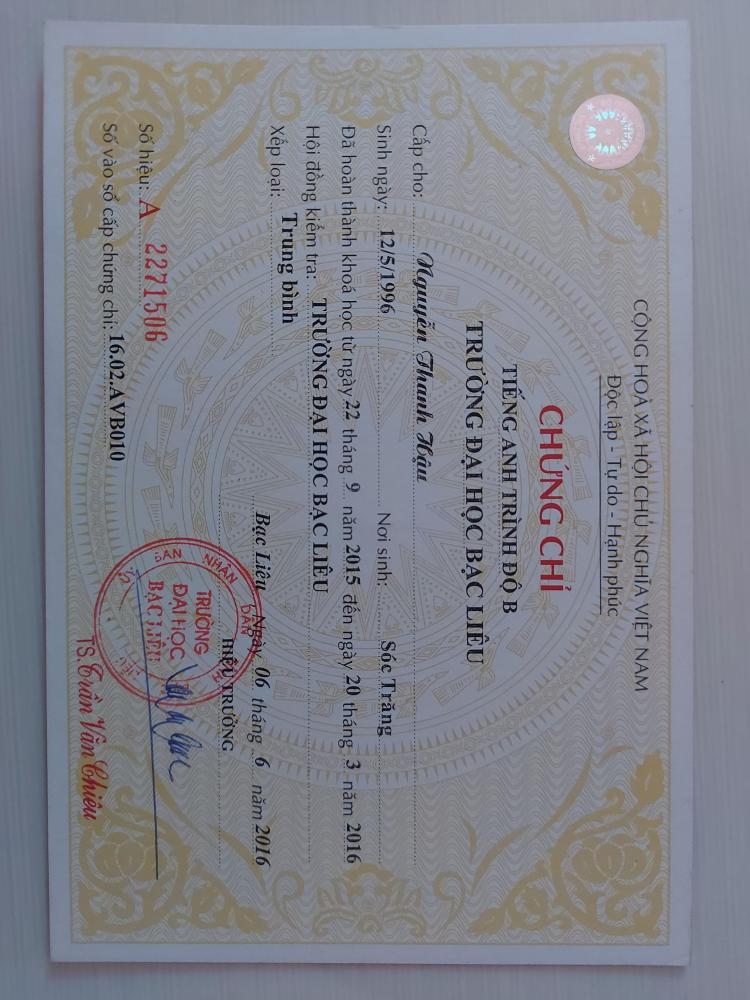 CỘNG HOÀ XÃ HỘI CHỦ NGHĨA VIỆT NAM
Độc lập - Tự do - Hạnh phúc
CHỨNG CHỈ
TIẾNG ANH TRÌNH ĐỘ B
TRƯỜNG ĐẠI HỌC BẠC LIÊU
Cấp cho: Nguyễn Thanh Hậu
Sinh ngày: 12/5/1996 Nơi sinh: Sóc Trăng
Đã hoàn thành khoá học từ ngày 22 tháng 9 năm 2015 đến ngày 20 tháng 3 năm 2016
Hội đồng kiểm tra: TRƯỜNG ĐẠI HỌC BẠC LIÊU
Xếp loại: Trung bình
Bạc Liêu Ngày 06 tháng 6 năm 2016
HIỆU TRƯỞNG
TRƯỜNG
ĐẠI HỌC
BẠC LIÊU
TS. Trần Văn Chiêu
Số hiệu: A 2271506
Số vào sổ cấp chứng chỉ: 16.02.AVB010